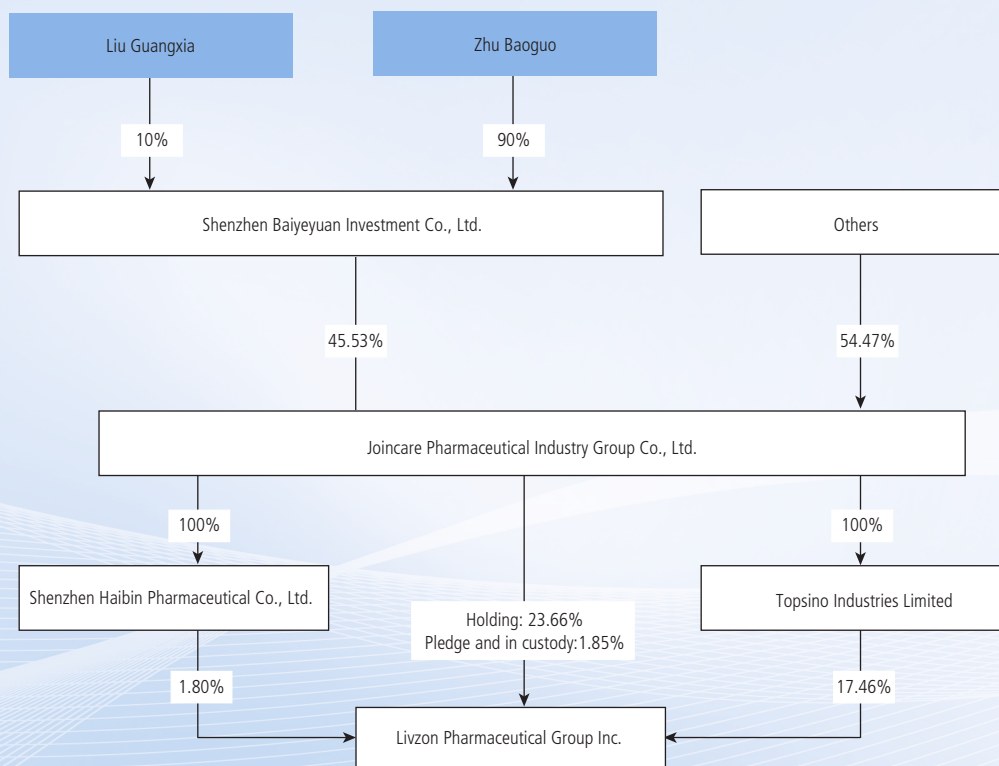 Liu Guangxia
Zhu Baoguo
10%
90%
Shenzhen Baiyeyuan Investment Co., Ltd.
Others
45.53%
54.47%
Joincare Pharmaceutical Industry Group Co., Ltd.
100%
100%
Shenzhen Haibin Pharmaceutical Co., Ltd.
Holding: 23.66%
Pledge and in custody:1.85%
Topsino Industries Limited
1.80%
17.46%
Livzon Pharmaceutical Group Inc.